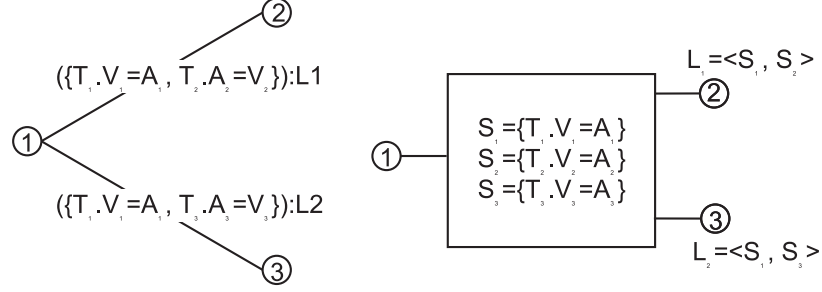 2
({T₁.V₁=A₁, T₂.A₂=V₂}):L1
1
({T₁.V₁=A₁, T₃.A₃=V₃}):L2
3
L₁=<S₁, S₂>
2
1
S₁={T₁.V₁=A₁}
S₂={T₂.V₂=A₂}
S₃={T₃.V₃=A₃}
3
L₂=<S₁, S₃>